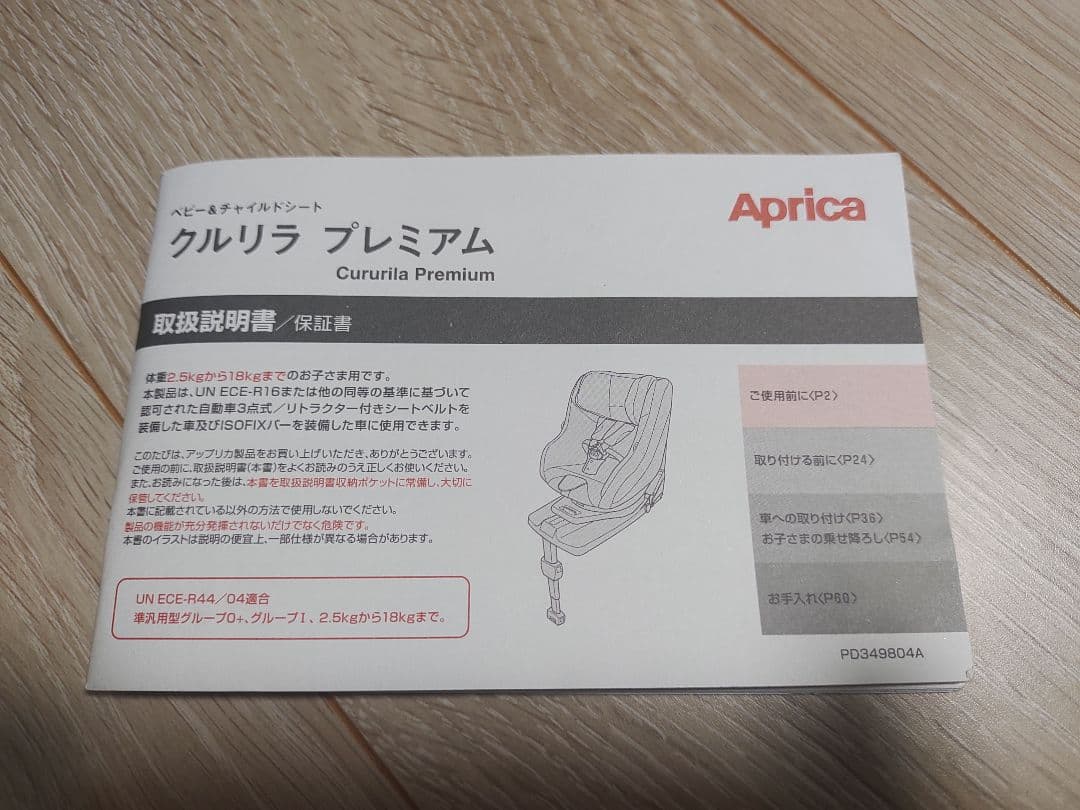 ベビー&チャイルドシート
クルリラ プレミアム
Cururila Premium
Aprica
取扱説明書/保証書
体重2.5kgから18kgまでのお子さま用です。
本製品は、UN ECE-R16または他の同等の基準に基づいて
認可された自動車3点式/リトラクター付きシートベルトを
装備した車及びISOFIXバーを装備した車に使用できます。
このたびは、アップリカ製品をお買い上げいただき、ありがとうございます。
ご使用の前に、取扱説明書(本書)をよくお読みのうえ正しくお使いください。
また、お読みになった後は、本書を取扱説明書収納ポケットに常備し、大切に
保管してください。
本書に記載されている以外の方法で使用しないでください。
製品の機能が充分発揮されないだけでなく危険です。
本書のイラストは説明の便宜上、一部仕様が異なる場合があります。
UN ECE-R44/04適合
準汎用型グループ0+、グループⅠ、2.5kgから18kgまで。
ご使用前に〈P2〉
取り付ける前に〈P24〉
車への取り付け〈P36〉
お子さまの乗せ降ろし〈P54〉
お手入れ〈P60〉
PD349804A